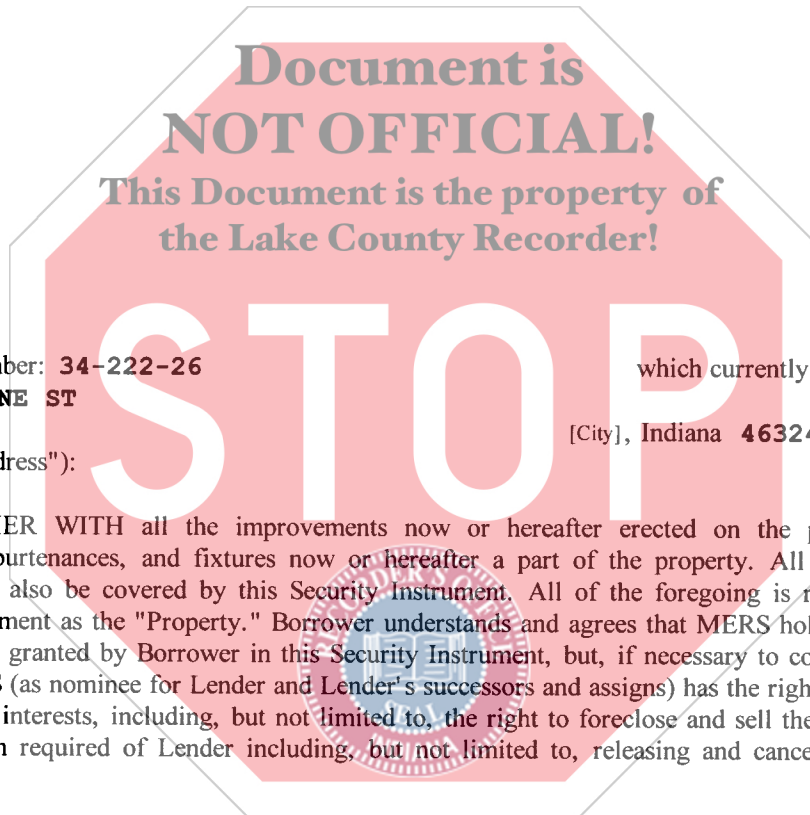 Document is
NOT OFFICIAL!
This Document is the property of
the Lake County Recorder!
STOP
ber: 34-222-26 which currently
NE ST
[City], Indiana 46324
dress"):
ER WITH all the improvements now or hereafter erected on the p
purtenances, and fixtures now or hereafter a part of the property. All
also be covered by this Security Instrument. All of the foregoing is r
ment as the "Property." Borrower understands and agrees that MERS hol
granted by Borrower in this Security Instrument, but, if necessary to co
S (as nominee for Lender and Lender's successors and assigns) has the righ
interests, including, but not limited to, the right to foreclose and sell the
n required of Lender including, but not limited to, releasing and cance
RECORDER'S OF
SEAL